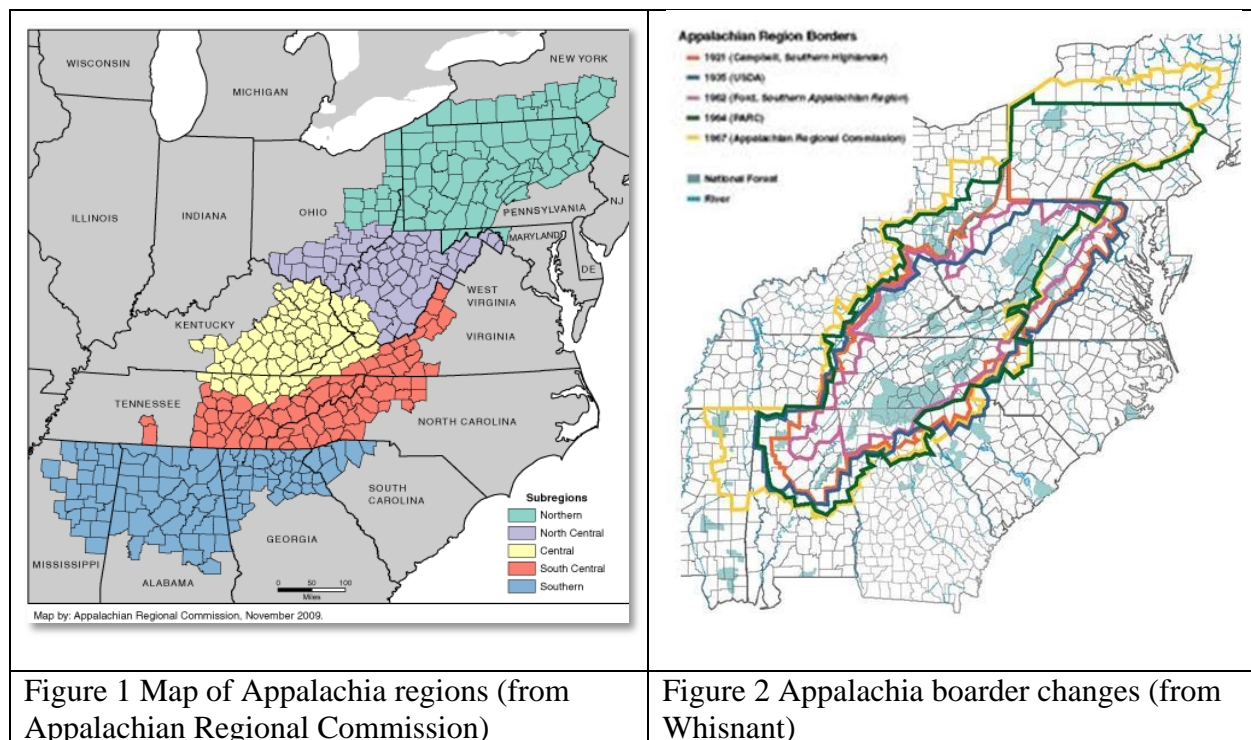 WISCONSIN
MICHIGAN
NEW YORK
ILLINOIS
INDIANA
OHIO
PENNSYLVANIA
NJ
MARYLAND
DE
WEST
VIRGINIA
KENTUCKY
VIRGINIA
TENNESSEE
NORTH CAROLINA
SOUTH
CAROLINA
GEORGIA
MISSISSIPPI
ALABAMA
Subregions
Northern
North Central
Central
South Central
Southern
0 50 100
Miles
Map by: Appalachian Regional Commission, November 2009.
Appalachian Region Borders
1921 (Campbell, Southern Highlander)
1935 (USDA)
1962 (Ford, Southern Appalachian Region)
1964 (PARC)
1967 (Appalachian Regional Commission)
National Forest
River
Figure 1 Map of Appalachia regions (from
Appalachian Regional Commission)
Figure 2 Appalachia boarder changes (from
Whisnant)